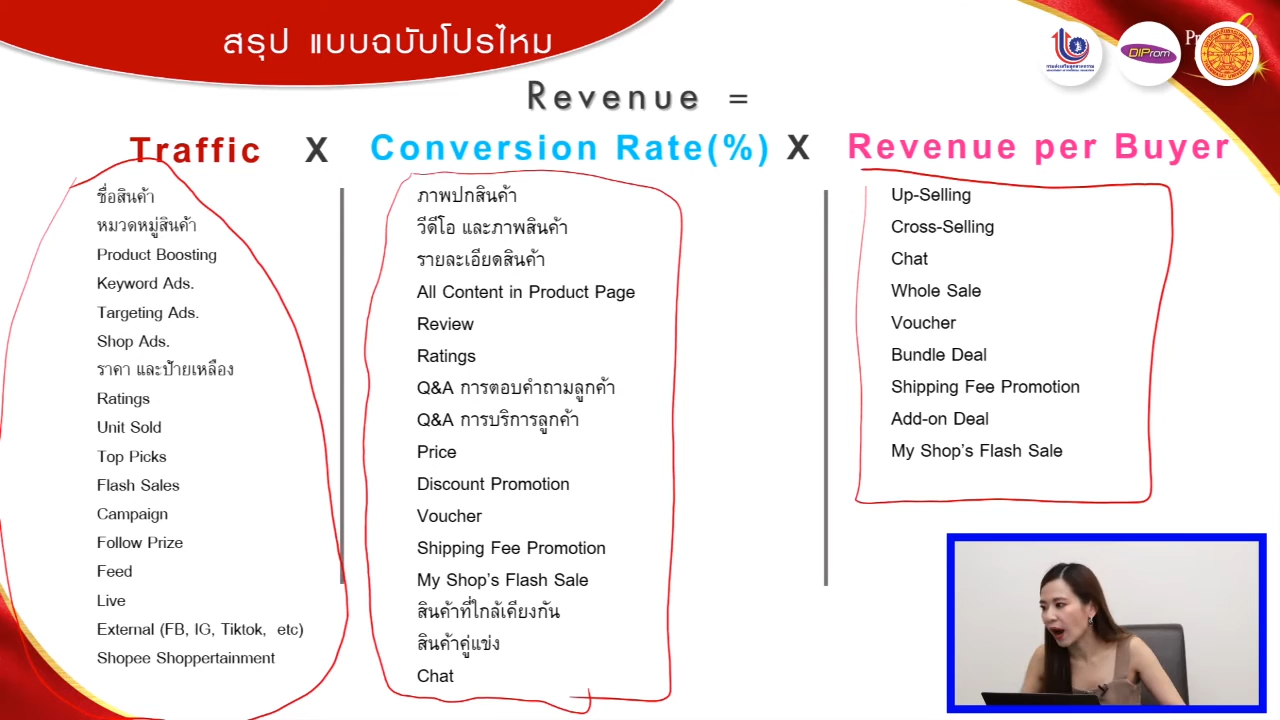 สรุป แบบฉบับโปรไหม
DIProm
Revenue =
Traffic X Conversion Rate(%) X Revenue per Buyer
ชื่อสินค้า
หมวดหมู่สินค้า
Product Boosting
Keyword Ads.
Targeting Ads.
Shop Ads.
ราคา และป้ายเหลือง
Ratings
Unit Sold
Top Picks
Flash Sales
Campaign
Follow Prize
Feed
Live
External (FB, IG, Tiktok, etc)
Shopee Shoppertainment
ภาพปกสินค้า
วีดีโอ และภาพสินค้า
รายละเอียดสินค้า
All Content in Product Page
Review
Ratings
Q&A การตอบคำถามลูกค้า
Q&A การบริการลูกค้า
Price
Discount Promotion
Voucher
Shipping Fee Promotion
My Shop's Flash Sale
สินค้าที่ใกล้เคียงกัน
สินค้าคู่แข่ง
Chat
Up-Selling
Cross-Selling
Chat
Whole Sale
Voucher
Bundle Deal
Shipping Fee Promotion
Add-on Deal
My Shop's Flash Sale